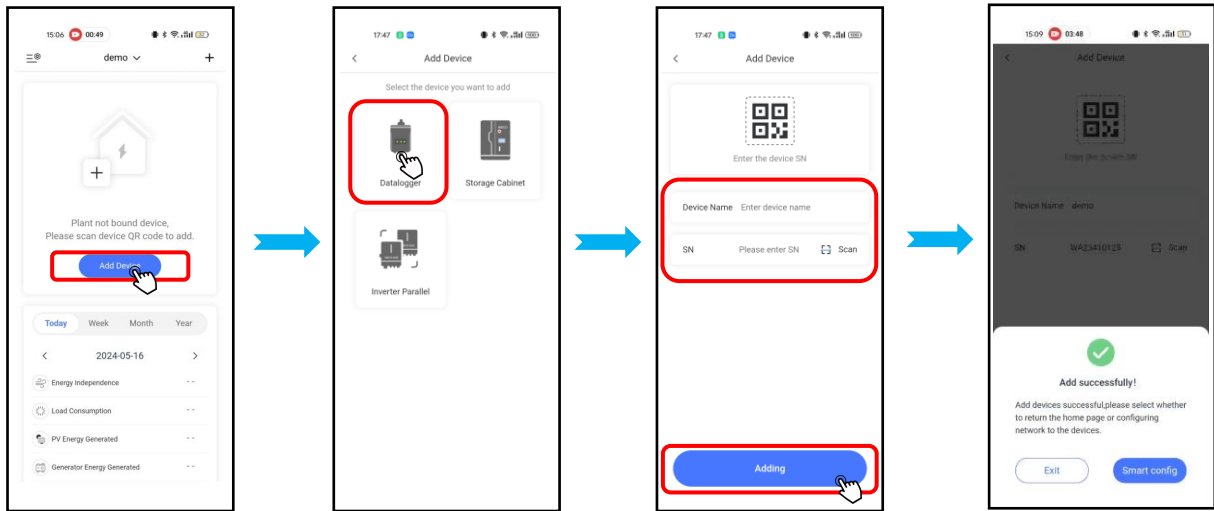 15:06 00:49
demo
Plant not bound device,
Please scan device QR code to add.
Add Device
Today Week Month Year
2024-05-16
Energy Independence --
Load Consumption --
PV Energy Generated --
Generator Energy Generated --
17:47
Add Device
Select the device you want to add
Datalogger Storage Cabinet
Inverter Parallel
17:47
Add Device
Enter the device SN
Device Name Enter device name
SN Please enter SN Scan
Adding
15:09 03:48
Add Device
Enter the device SN
Device Name demo
SN Scan
Add successfully!
Add devices successful,please select whether
to return the home page or configuring
network to the devices.
Exit Smart config